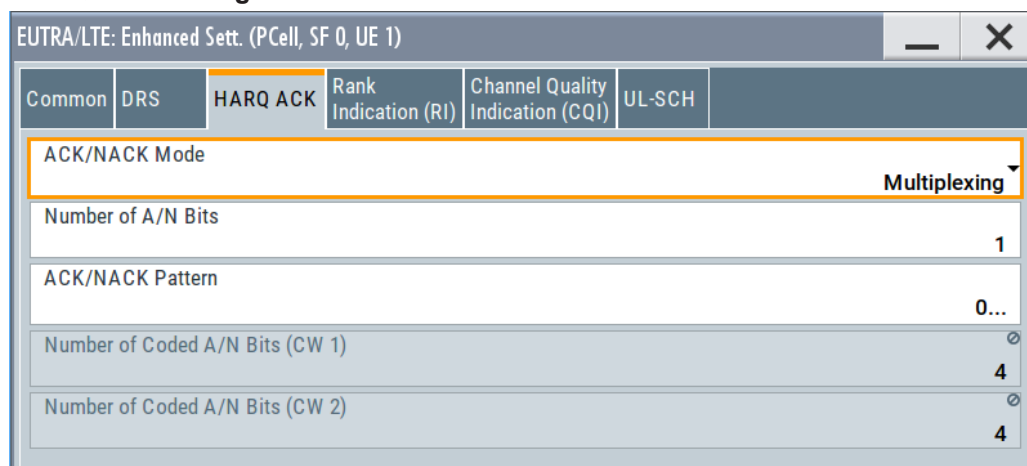 EUTRA/LTE: Enhanced Sett. (PCell, SF 0, UE 1)
Common DRS HARQ ACK Rank Indication (RI) Channel Quality Indication (CQI) UL-SCH
ACK/NACK Mode
Multiplexing
Number of A/N Bits
1
ACK/NACK Pattern
0...
Number of Coded A/N Bits (CW 1)
4
Number of Coded A/N Bits (CW 2)
4